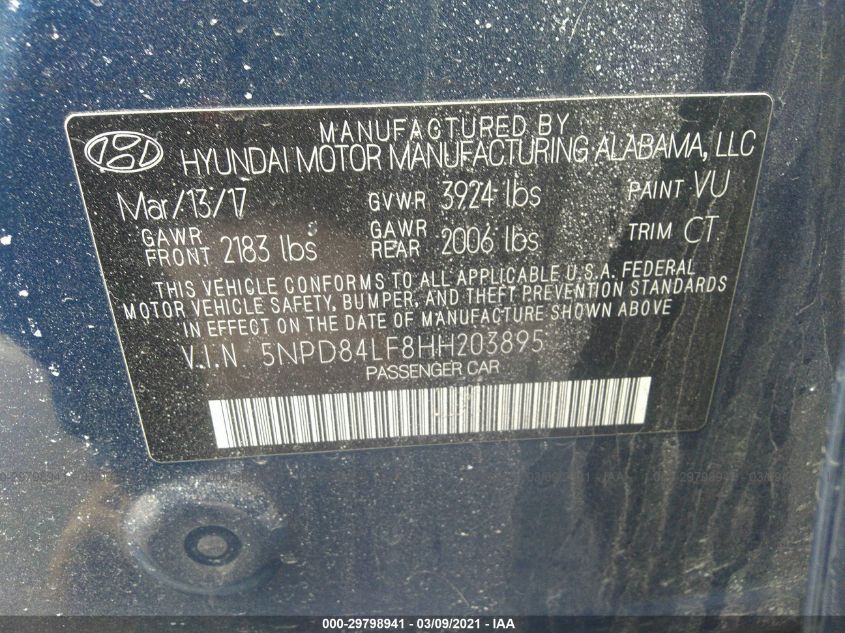 MANUFACTURED BY
HYUNDAI MOTOR MANUFACTURING ALABAMA, LLC
Mar/13/17 GVWR 3924 lbs PAINT VU
GAWR FRONT 2183 lbs GAWR REAR 2006 lbs TRIM CT
THIS VEHICLE CONFORMS TO ALL APPLICABLE U.S.A. FEDERAL
MOTOR VEHICLE SAFETY, BUMPER, AND THEFT PREVENTION STANDARDS
IN EFFECT ON THE DATE OF MANUFACTURE SHOWN ABOVE
V.I.N 5NPD84LF8HH203895
PASSENGER CAR
000-29798941 | 03/09/2021 - IAA